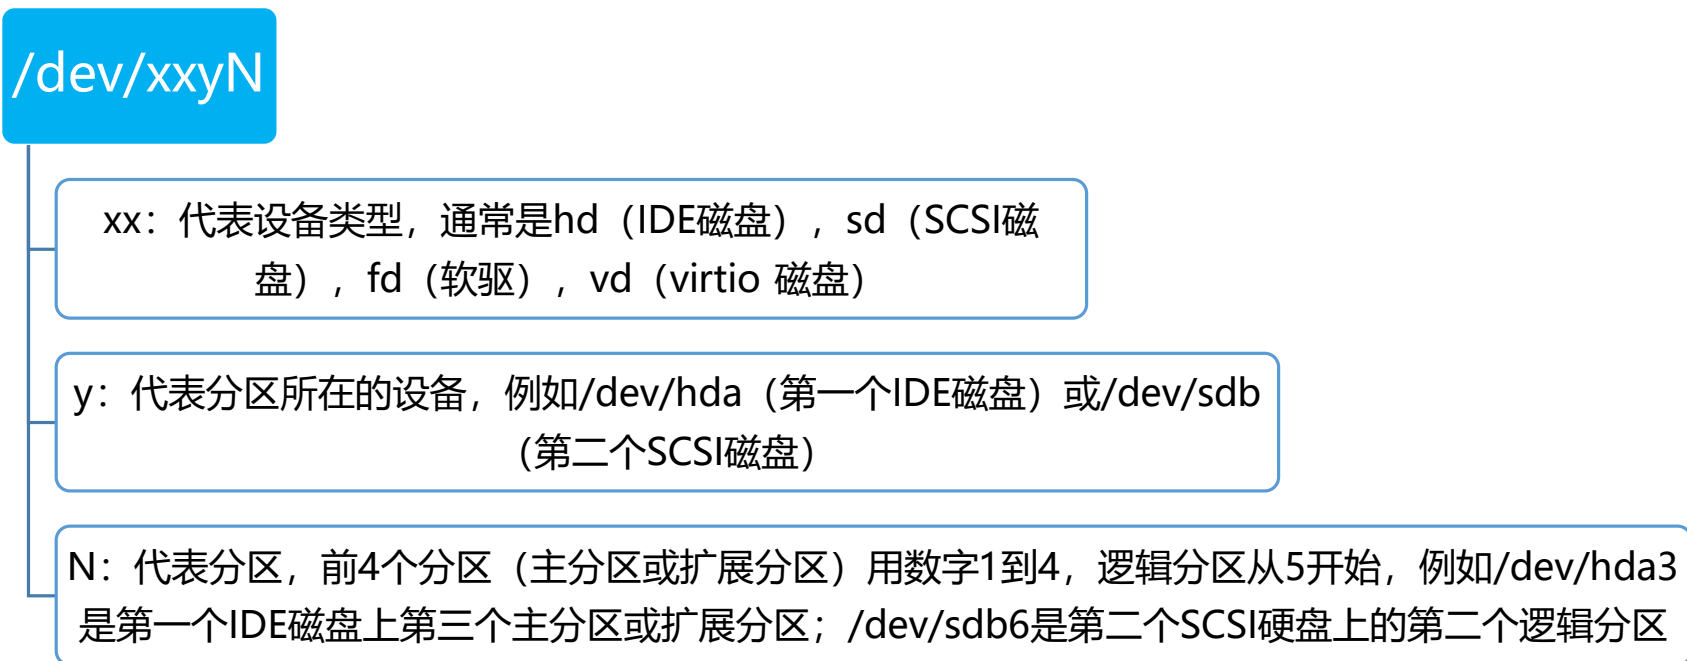 /dev/xxyN
xx：代表设备类型，通常是hd（IDE磁盘）, sd（SCSI磁
盘）, fd（软驱）, vd（virtio 磁盘）
y：代表分区所在的设备，例如/dev/hda（第一个IDE磁盘）或/dev/sdb
（第二个SCSI磁盘）
N：代表分区，前4个分区（主分区或扩展分区）用数字1到4，逻辑分区从5开始，例如/dev/hda3
是第一个IDE磁盘上第三个主分区或扩展分区；/dev/sdb6是第二个SCSI硬盘上的第二个逻辑分区